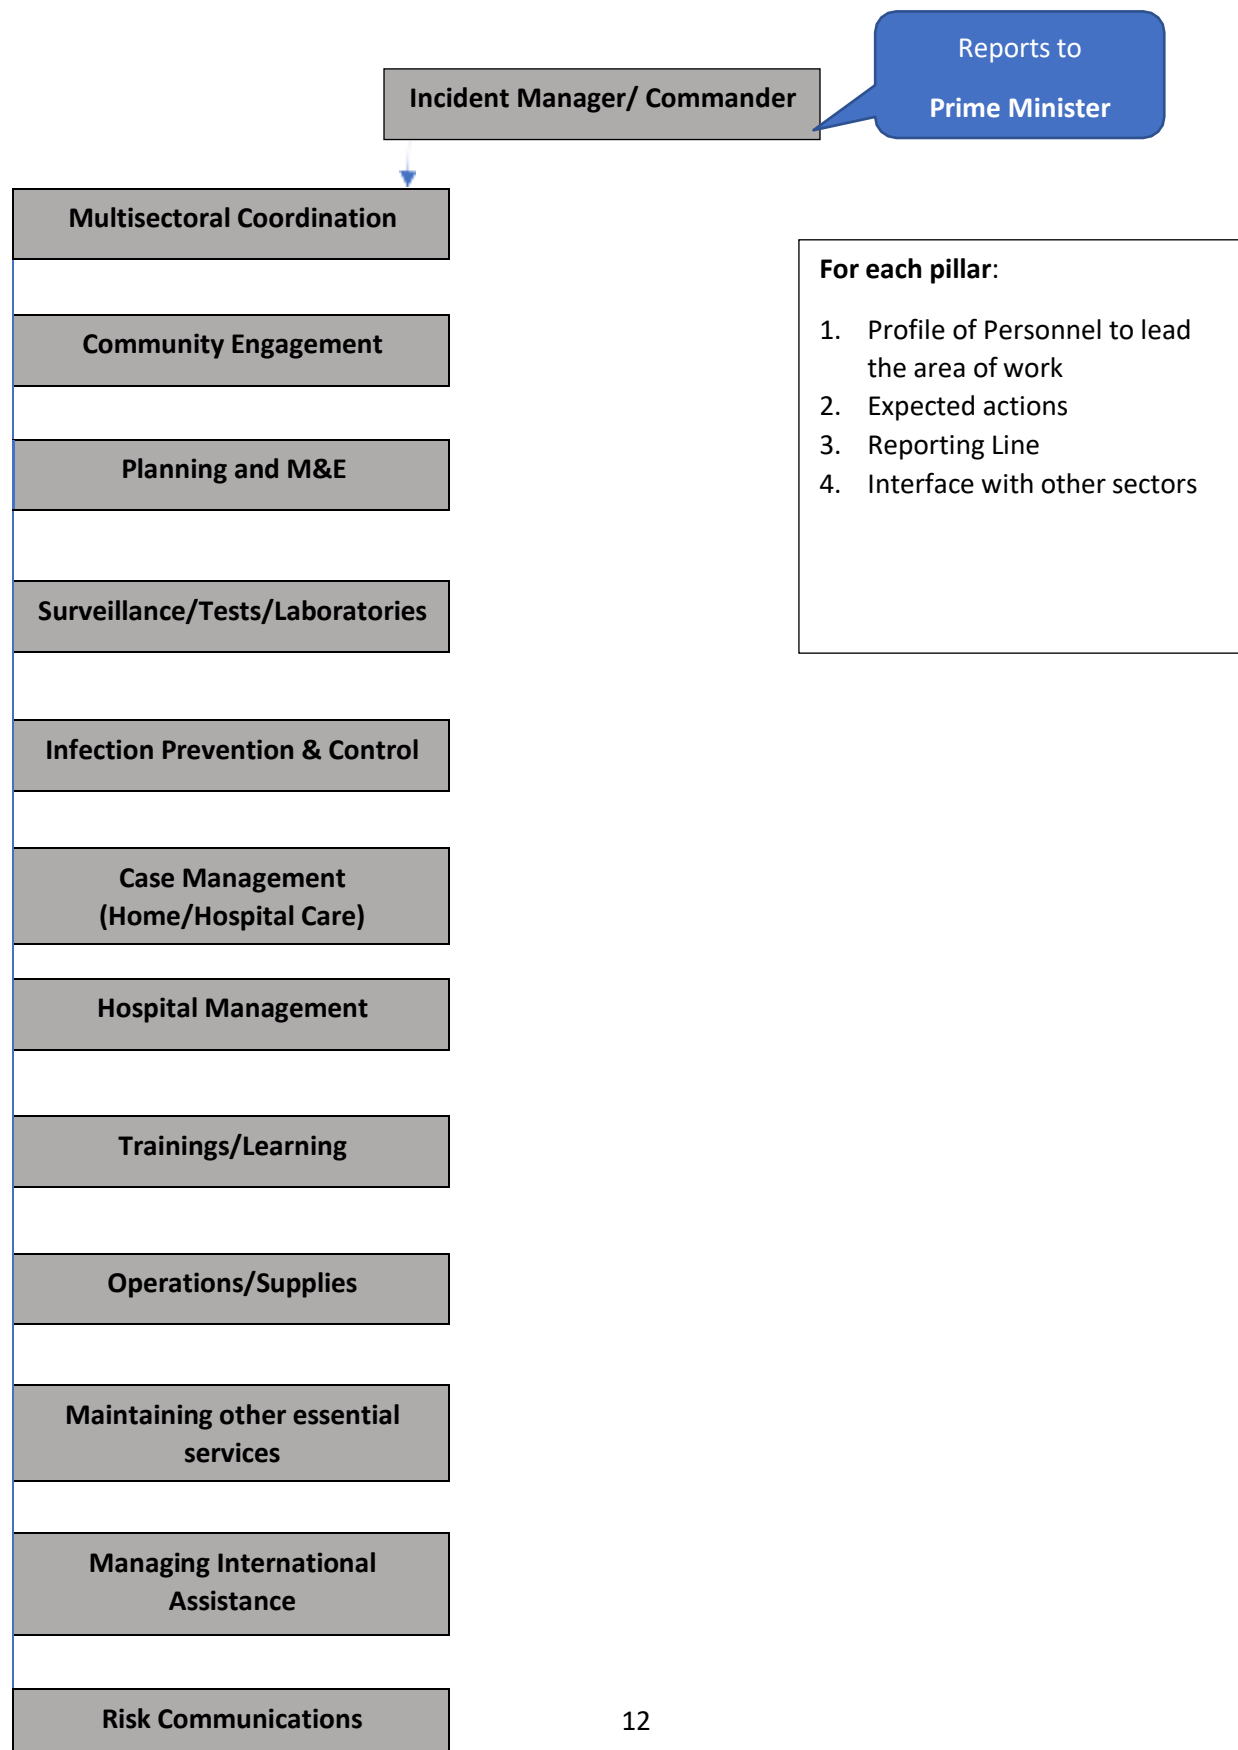 Reports to
Prime Minister
Incident Manager/ Commander
Multisectoral Coordination
For each pillar:
1. Profile of Personnel to lead
the area of work
2. Expected actions
3. Reporting Line
4. Interface with other sectors
Community Engagement
Planning and M&E
Surveillance/Tests/Laboratories
Infection Prevention & Control
Case Management
(Home/Hospital Care)
Hospital Management
Trainings/Learning
Operations/Supplies
Maintaining other essential
services
Managing International
Assistance
Risk Communications
12